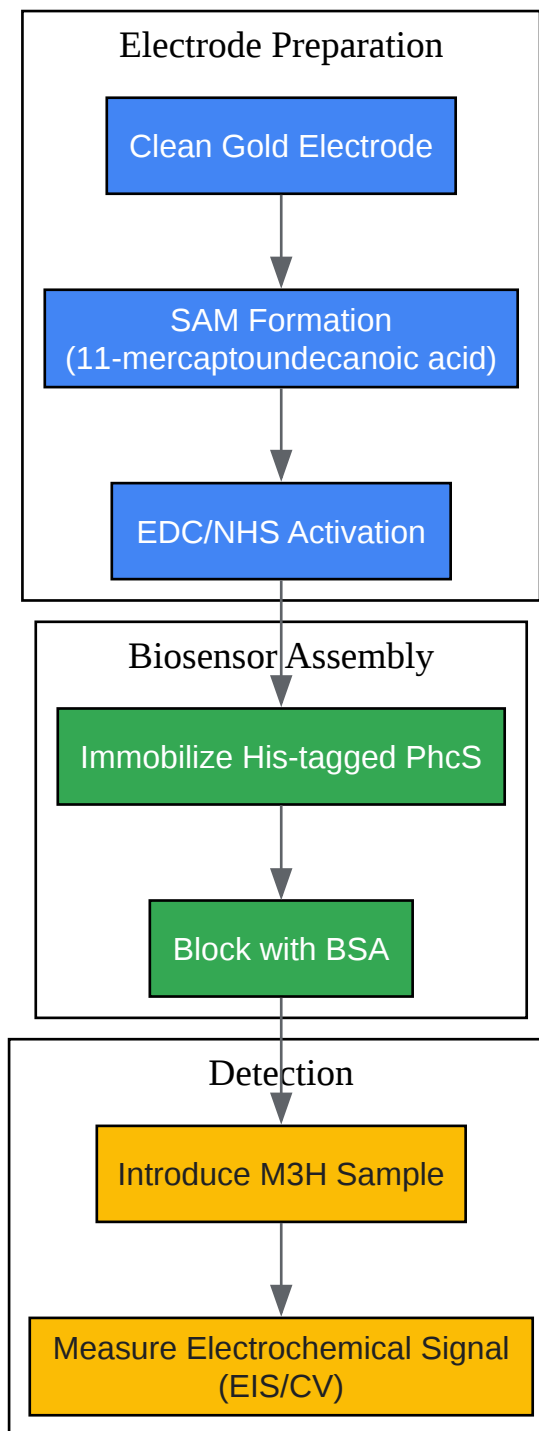 Electrode Preparation
Clean Gold Electrode
SAM Formation
(11-mercaptoundecanoic acid)
EDC/NHS Activation
Biosensor Assembly
Immobilize His-tagged PhcS
Block with BSA
Detection
Introduce M3H Sample
Measure Electrochemical Signal
(EIS/CV)